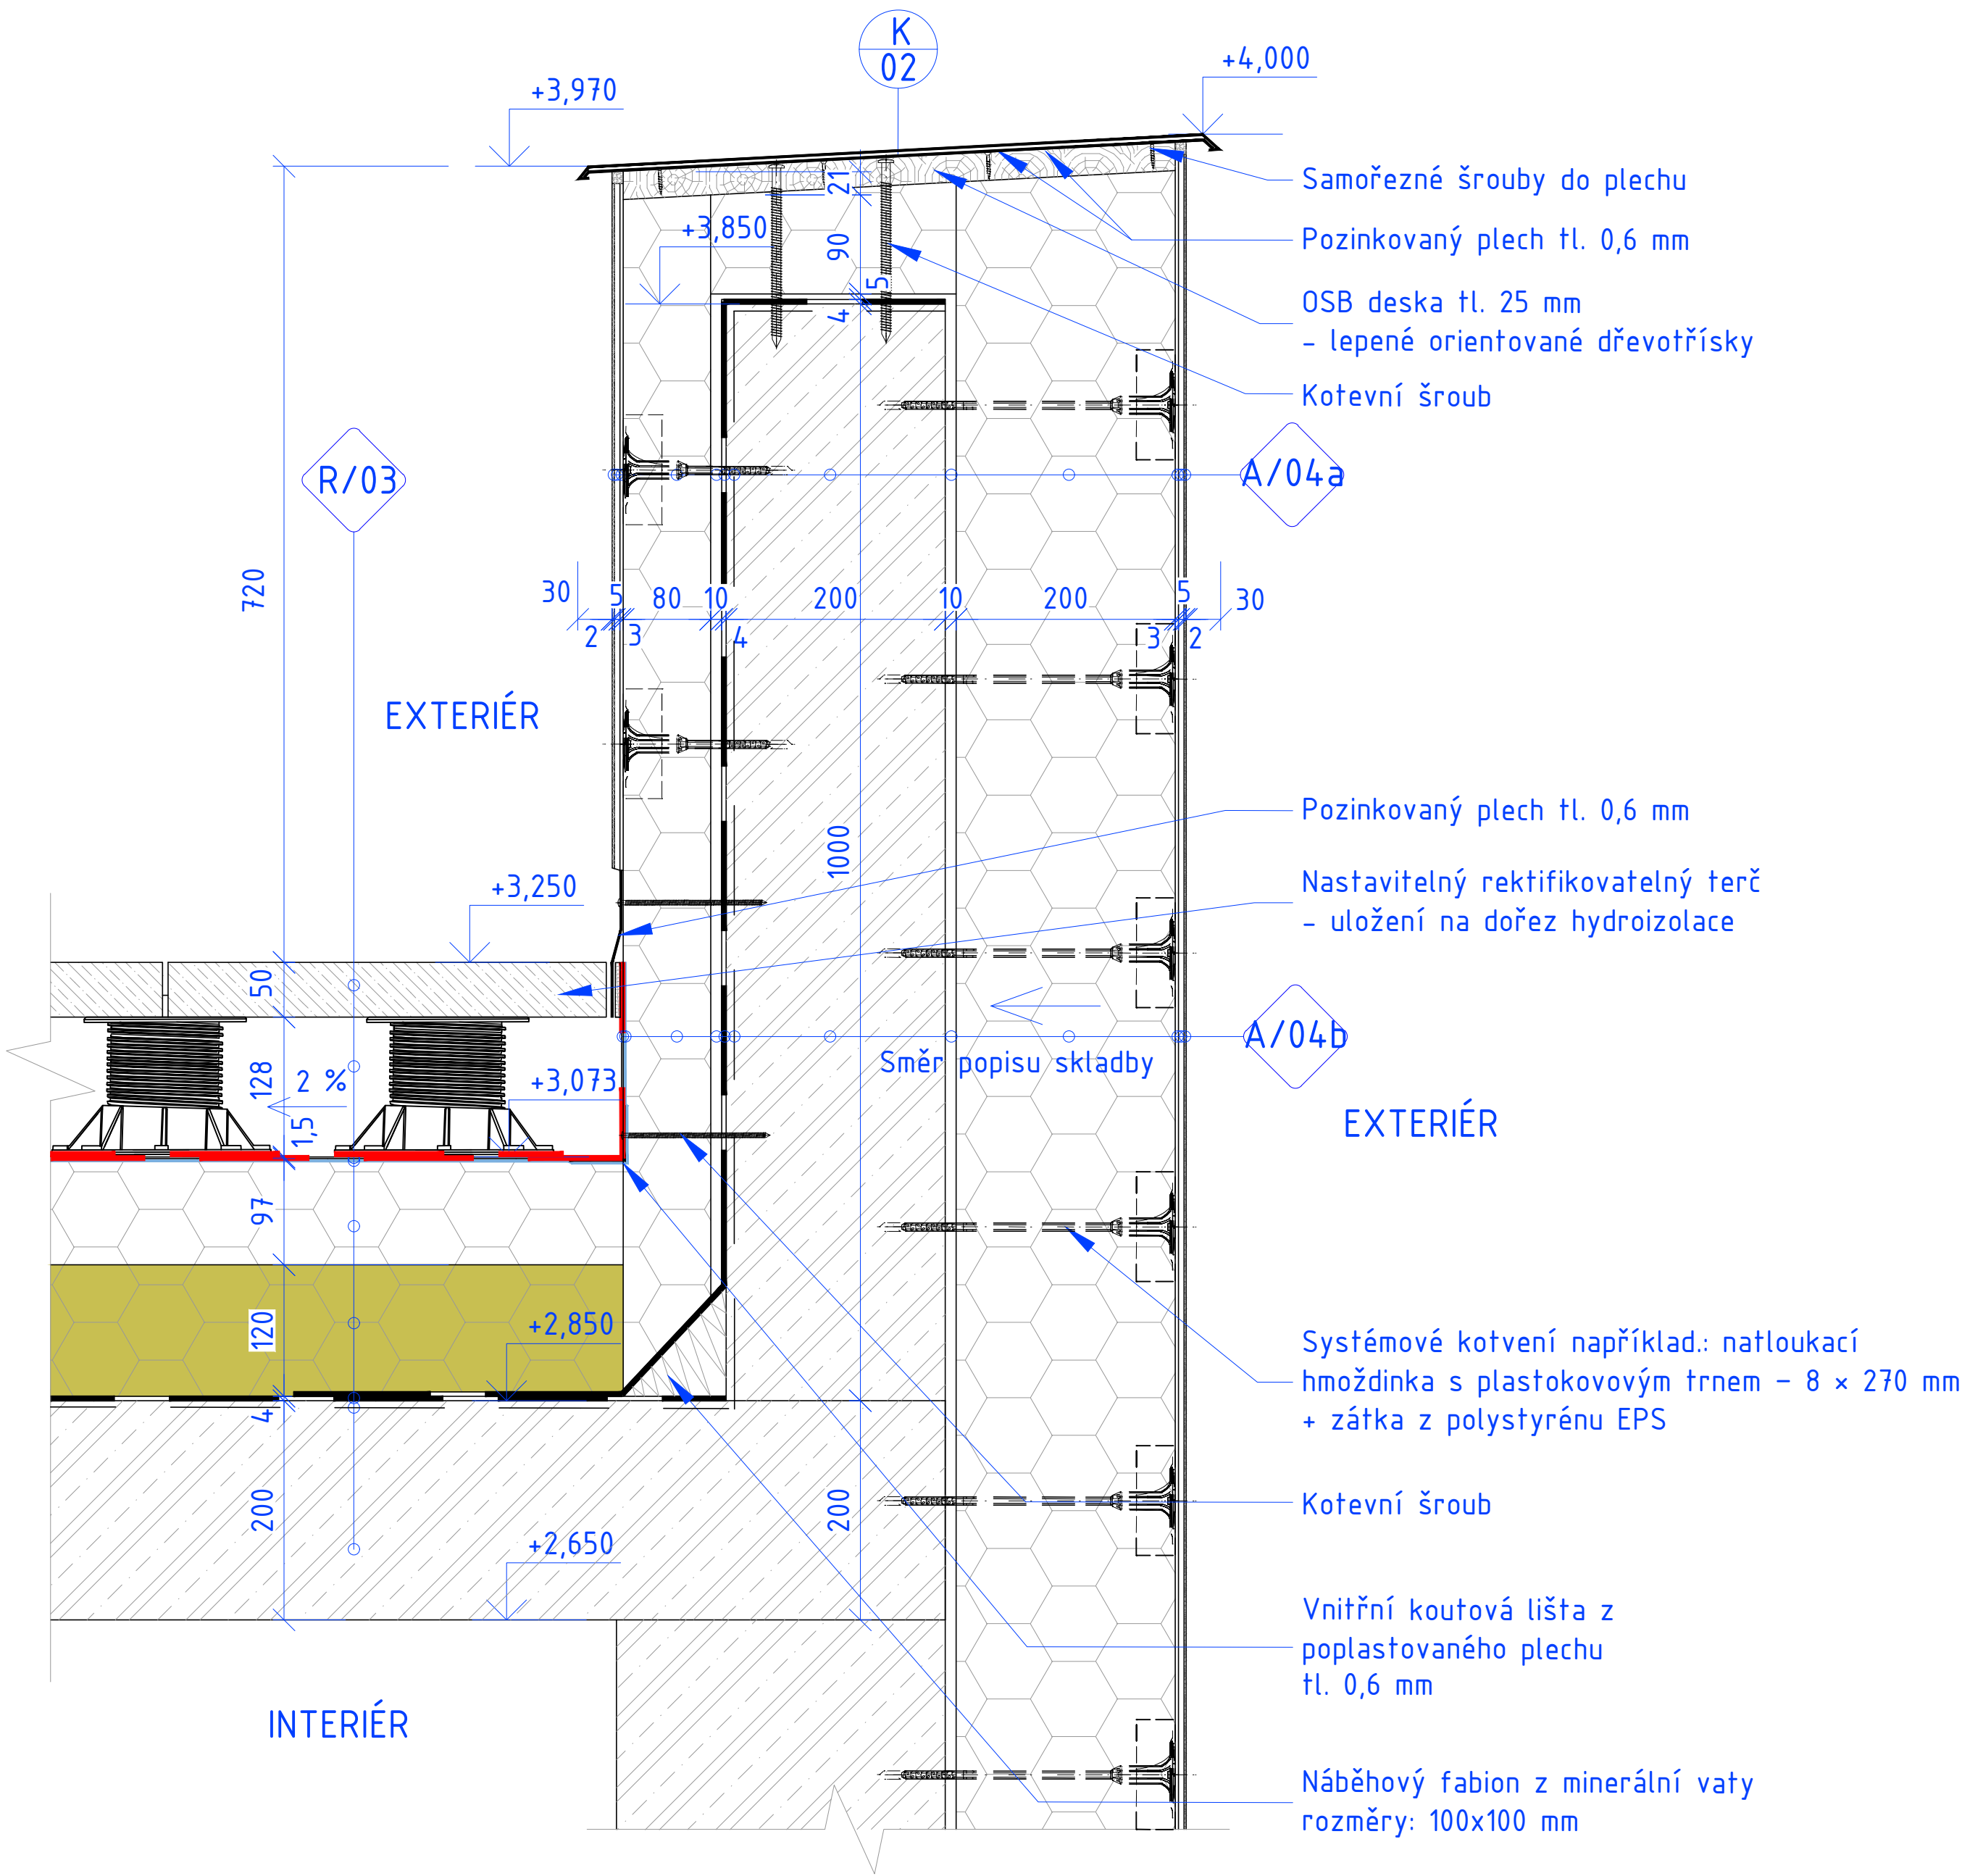 K
02
+4,000
+3,970
Samořezné šrouby do plechu
21
+3,850
90
Pozinkovaný plech tl. 0,6 mm
5
4
OSB deska tl. 25 mm
- lepené orientované dřevotřísky
Kotevní šroub
R/03
A/04a
720
30
5
80
10
200
10
200
5
30
2
3
4
3
2
EXTERIÉR
Pozinkovaný plech tl. 0,6 mm
1000
+3,250
Nastavitelný rektifikovatelný terč
- uložení na dořez hydroizolace
50
A/04b
Směr popisu skladby
128
2 %
+3,073
EXTERIÉR
1,5
97
120
+2,850
Systémové kotvení například.: natloukací
hmoždinka s plastokovovým trnem – 8 × 270 mm
+ zátka z polystyrénu EPS
4
200
200
Kotevní šroub
+2,650
Vnitřní koutová lišta z
poplastovaného plechu
tl. 0,6 mm
INTERIÉR
Náběhový fabion z minerální vaty
rozměry: 100x100 mm